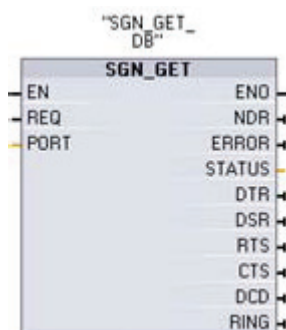 "SGN_GET_
DB"
SGN_GET
EN ENO
REQ NDR
PORT ERROR
STATUS
DTR
DSR
RTS
CTS
DCD
RING